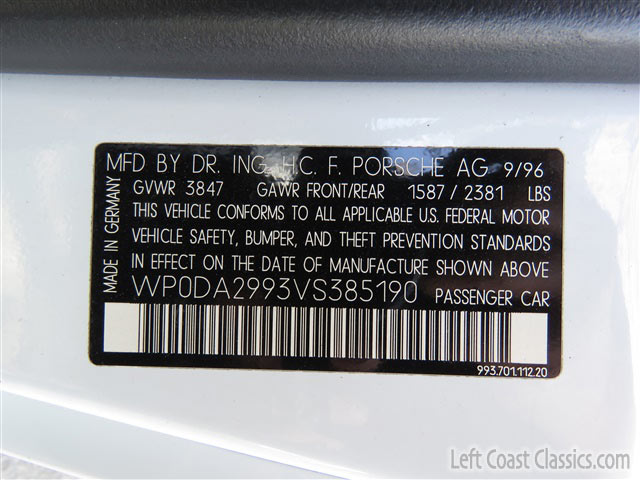 MFD BY DR. ING. H.C. F. PORSCHE AG 9/96
GVWR 3847 GAWR FRONT/REAR 1587 / 2381 LBS
THIS VEHICLE CONFORMS TO ALL APPLICABLE U.S. FEDERAL MOTOR
VEHICLE SAFETY, BUMPER, AND THEFT PREVENTION STANDARDS
IN EFFECT ON THE DATE OF MANUFACTURE SHOWN ABOVE
WP0DA2993VS385190 PASSENGER CAR
MADE IN GERMANY
993.701.112.20
Left Coast Classics.com